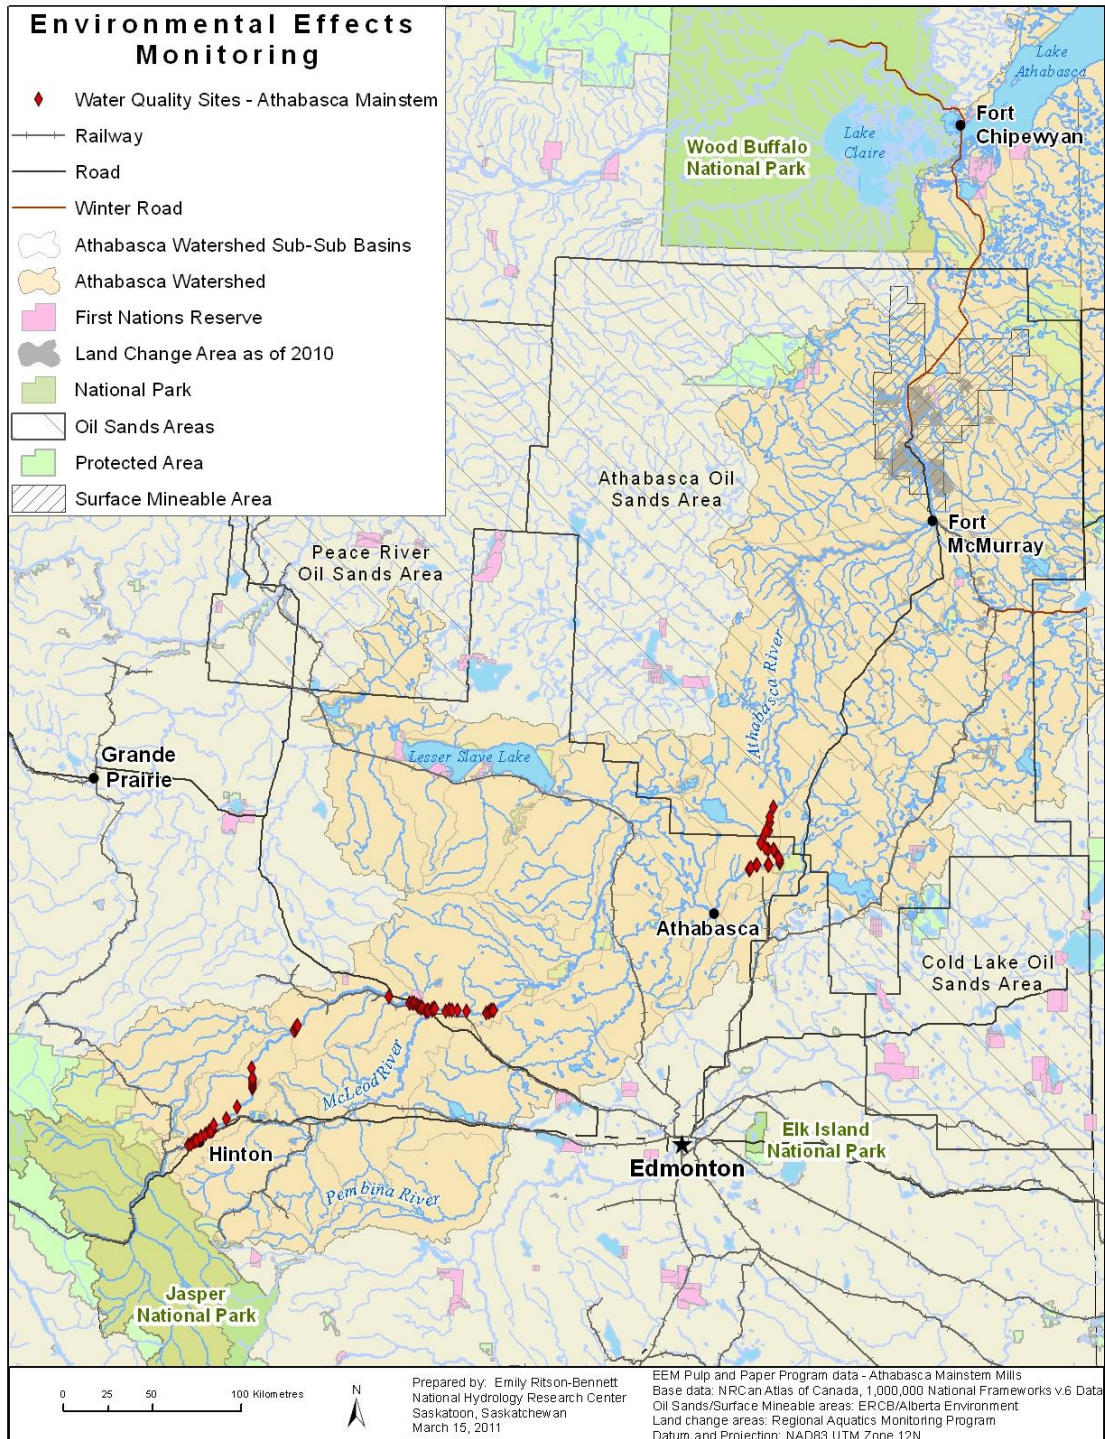 Environmental Effects
Monitoring
Water Quality Sites - Athabasca Mainstem
Railway
Road
Winter Road
Athabasca Watershed Sub-Sub Basins
Athabasca Watershed
First Nations Reserve
Land Change Area as of 2010
National Park
Oil Sands Areas
Protected Area
Surface Mineable Area
Lake
Athabasca
Fort
Chipewyan
Lake
Claire
Wood Buffalo
National Park
Athabasca Oil
Sands Area
Fort
McMurray
Peace River
Oil Sands Area
Athabasca River
Grande
Prairie
Lesser Slave Lake
Athabasca
Cold Lake Oil
Sands Area
McLeod River
Hinton
Elk Island
National Park
Edmonton
Pembina River
Jasper
National Park
0 25 50 100 Kilometres
N
Prepared by: Emily Ritson-Bennett
National Hydrology Research Center
Saskatoon, Saskatchewan
March 15, 2011
EEM Pulp and Paper Program data - Athabasca Mainstem Mills
Base data: NRCan Atlas of Canada, 1,000,000 National Frameworks v.6 Data
Oil Sands/Surface Mineable areas: ERCB/Alberta Environment
Land change areas: Regional Aquatics Monitoring Program
Datum and Projection: NAD83 UTM Zone 12N